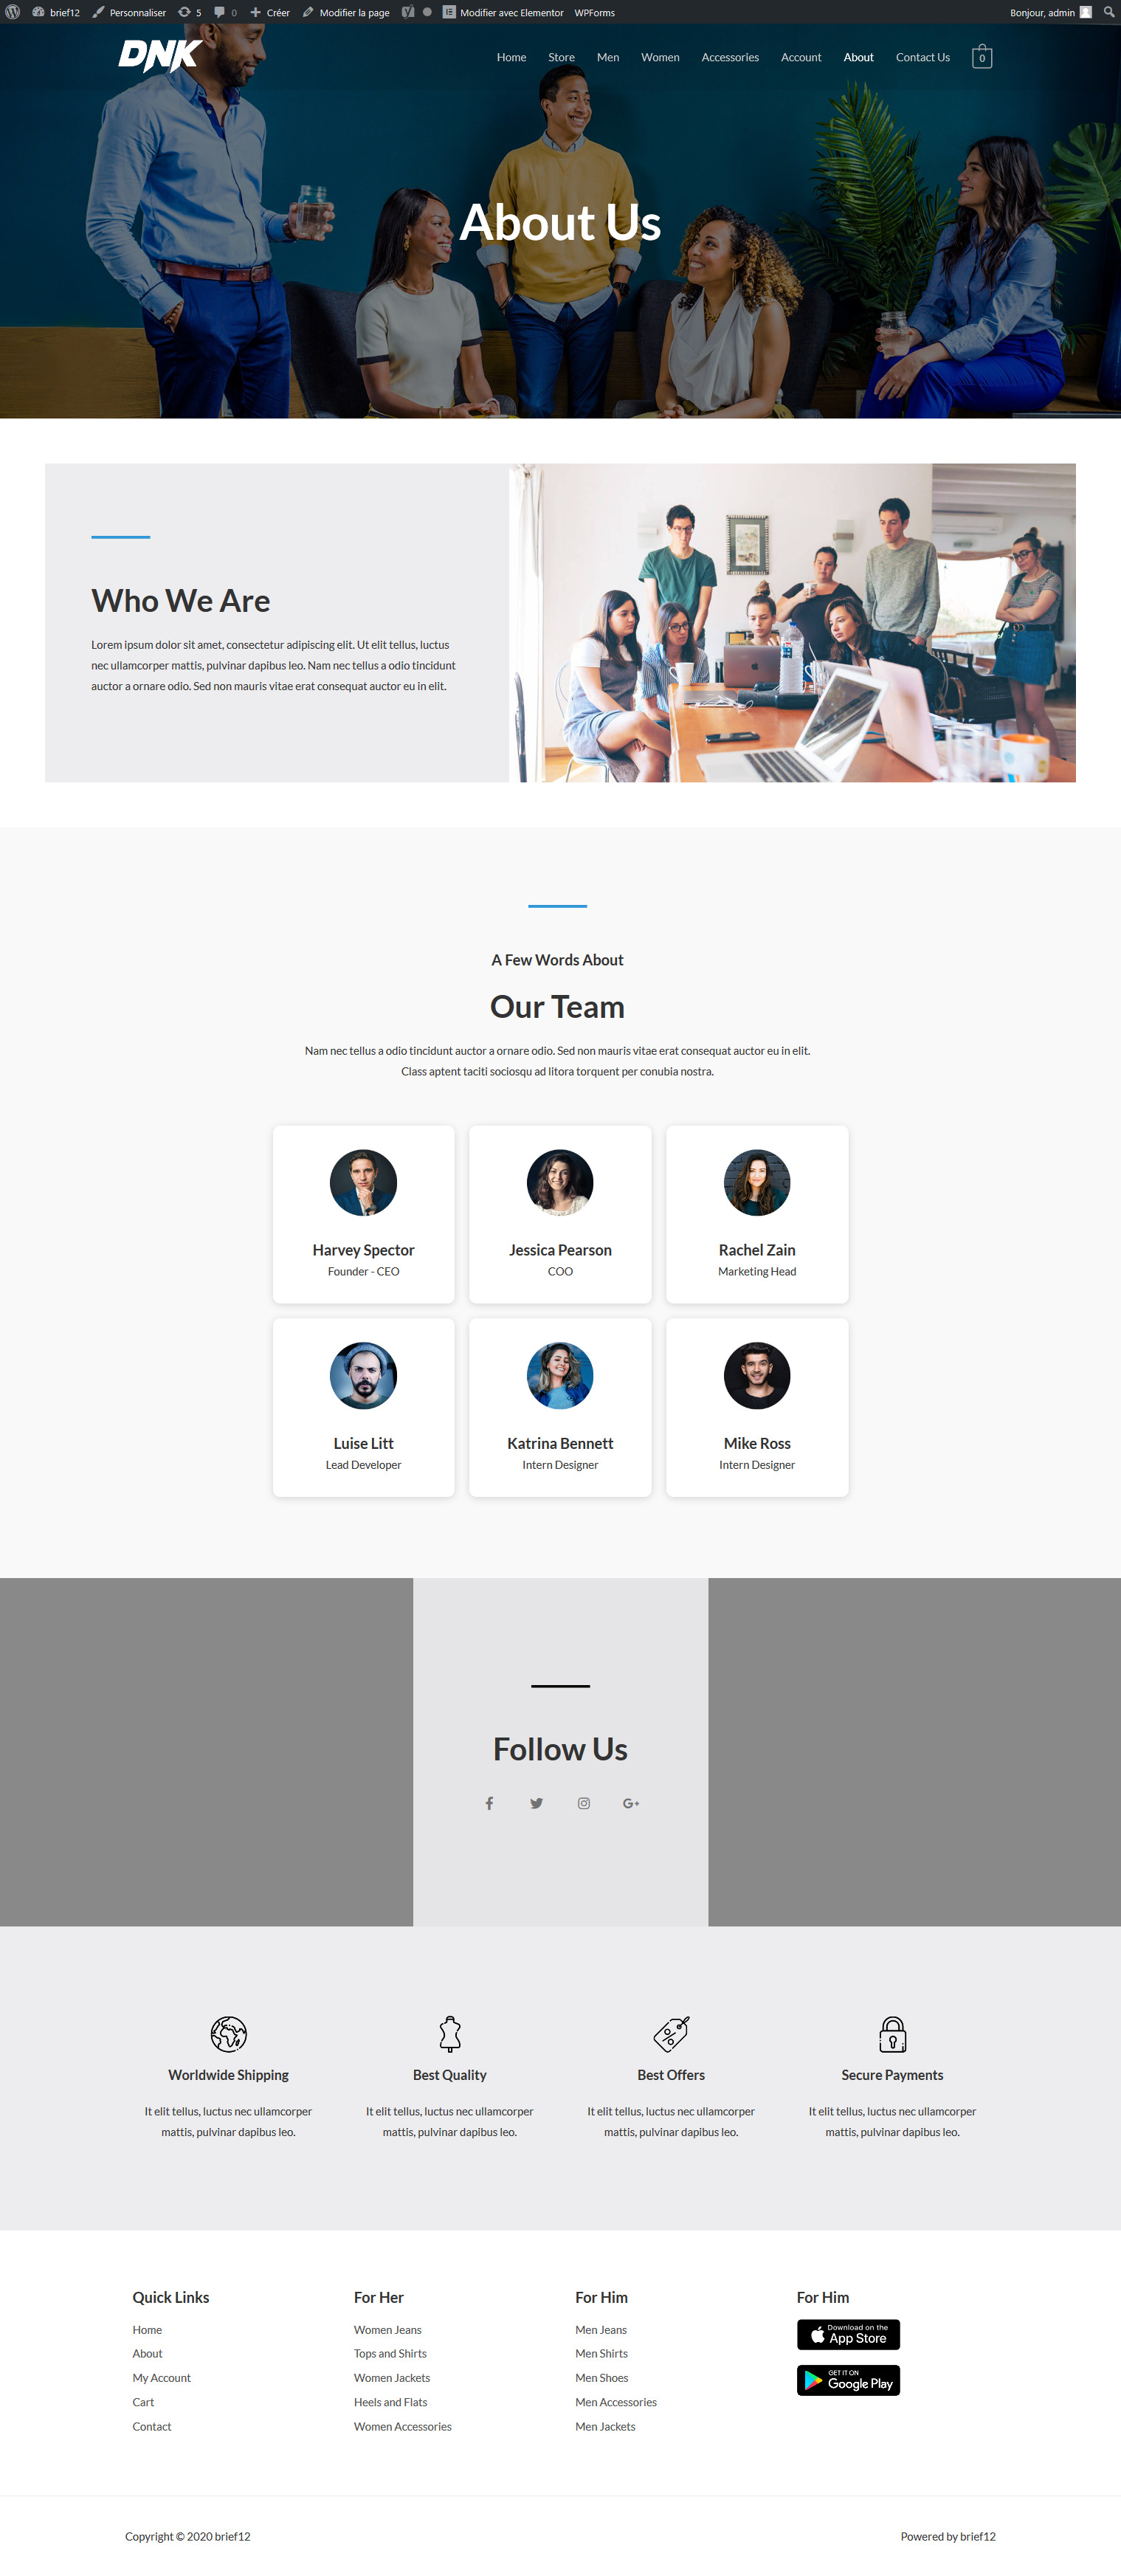 brief12 Personnaliser 5 0 Créer Modifier la page Modifier avec Elementor WPForms Bonjour, admin
DNK
Home Store Men Women Accessories Account About Contact Us 0
About Us
Who We Are
Lorem ipsum dolor sit amet, consectetur adipiscing elit. Ut elit tellus, luctus
nec ullamcorper mattis, pulvinar dapibus leo. Nam nec tellus a odio tincidunt
auctor a ornare odio. Sed non mauris vitae erat consequat auctor eu in elit.
A Few Words About
Our Team
Nam nec tellus a odio tincidunt auctor a ornare odio. Sed non mauris vitae erat consequat auctor eu in elit.
Class aptent taciti sociosqu ad litora torquent per conubia nostra.
Harvey Spector
Founder - CEO
Jessica Pearson
COO
Rachel Zain
Marketing Head
Luise Litt
Lead Developer
Katrina Bennett
Intern Designer
Mike Ross
Intern Designer
Follow Us
Worldwide Shipping
It elit tellus, luctus nec ullamcorper
mattis, pulvinar dapibus leo.
Best Quality
It elit tellus, luctus nec ullamcorper
mattis, pulvinar dapibus leo.
Best Offers
It elit tellus, luctus nec ullamcorper
mattis, pulvinar dapibus leo.
Secure Payments
It elit tellus, luctus nec ullamcorper
mattis, pulvinar dapibus leo.
Quick Links
Home
About
My Account
Cart
Contact
For Her
Women Jeans
Tops and Shirts
Women Jackets
Heels and Flats
Women Accessories
For Him
Men Jeans
Men Shirts
Men Shoes
Men Accessories
Men Jackets
For Him
Download on the
App Store
GET IT ON
Google Play
Copyright © 2020 brief12
Powered by brief12